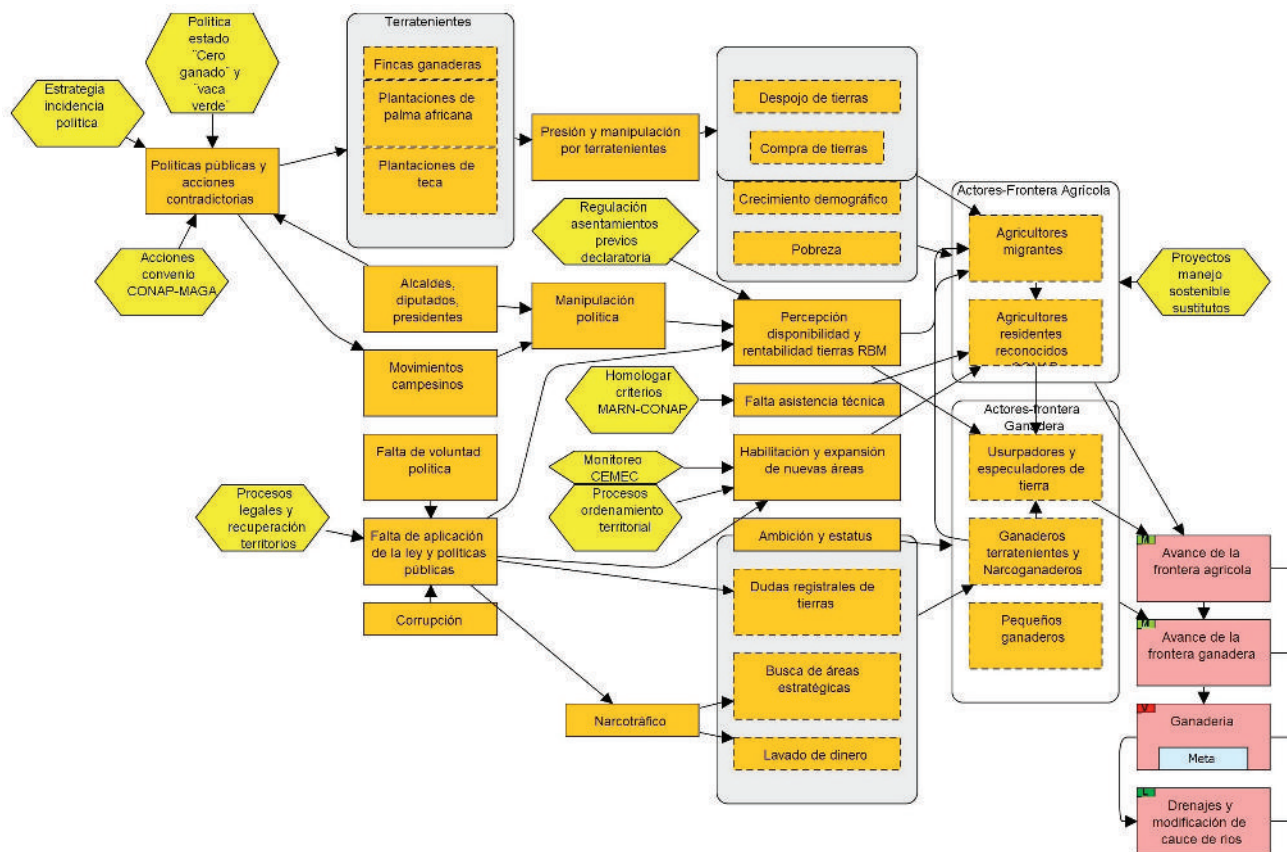 Política
estado
¨Cero
ganado¨ y
¨vaca
verde¨
Estrategia
incidencia
política
Políticas públicas y
acciones
contradictorias
Acciones
convenio
CONAP-MAGA
Terratenientes
Fincas ganaderas
Plantaciones de
palma africana
Plantaciones de
teca
Presión y manipulación
por terratenientes
Despojo de tierras
Compra de tierras
Crecimiento demográfico
Pobreza
Regulación
asentamientos
previos
declaratoria
Alcaldes,
diputados,
presidentes
Manipulación
política
Movimientos
campesinos
Percepción
disponibilidad y
rentabilidad tierras RBM
Homologar
criterios
MARN-CONAP
Falta asistencia técnica
Actores-Frontera Agrícola
Agricultores
migrantes
Agricultores
residentes
reconocidos
Proyectos
manejo
sostenible
sustitutos
Falta de voluntad
política
Monitoreo
CEMEC
Procesos
ordenamiento
territorial
Habilitación y expansión
de nuevas áreas
Procesos
legales y
recuperación
territorios
Falta de aplicación
de la ley y políticas
públicas
Corrupción
Ambición y estatus
Dudas registrales de
tierras
Busca de áreas
estratégicas
Lavado de dinero
Narcotráfico
Actores-frontera
Ganadera
Usurpadores y
especuladores de
tierra
Ganaderos
terratenientes y
Narcoganaderos
Pequeños
ganaderos
Avance de la
frontera agrícola
Avance de la
frontera ganadera
Ganaderia
Meta
Drenajes y
modificación de
cauce de rios